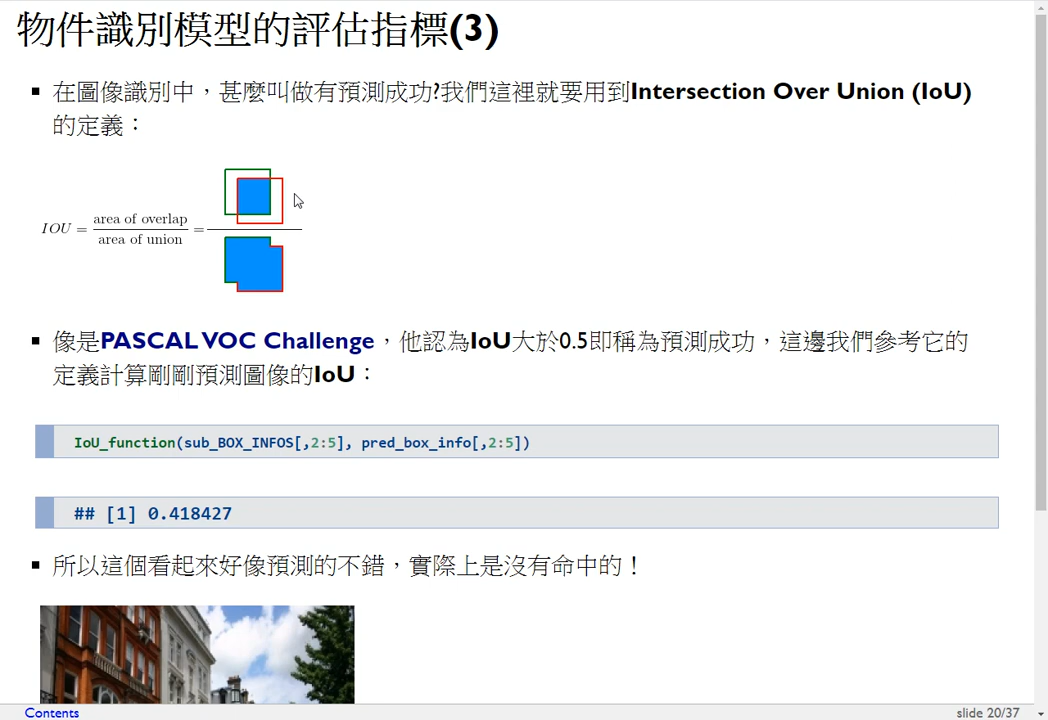 物件識別模型的評估指標(3)
在圖像識別中，甚麼叫做有預測成功?我們這裡就要用到Intersection Over Union (IoU)
的定義：
IOU = area of overlap / area of union =
像是PASCAL VOC Challenge，他認為IoU大於0.5即稱為預測成功，這邊我們參考它的
定義計算剛剛預測圖像的IoU：
IoU_function(sub_BOX_INFOS[,2:5], pred_box_info[,2:5])
## [1] 0.418427
所以這個看起來好像預測的不錯，實際上是沒有命中的！
Contents
slide 20/37